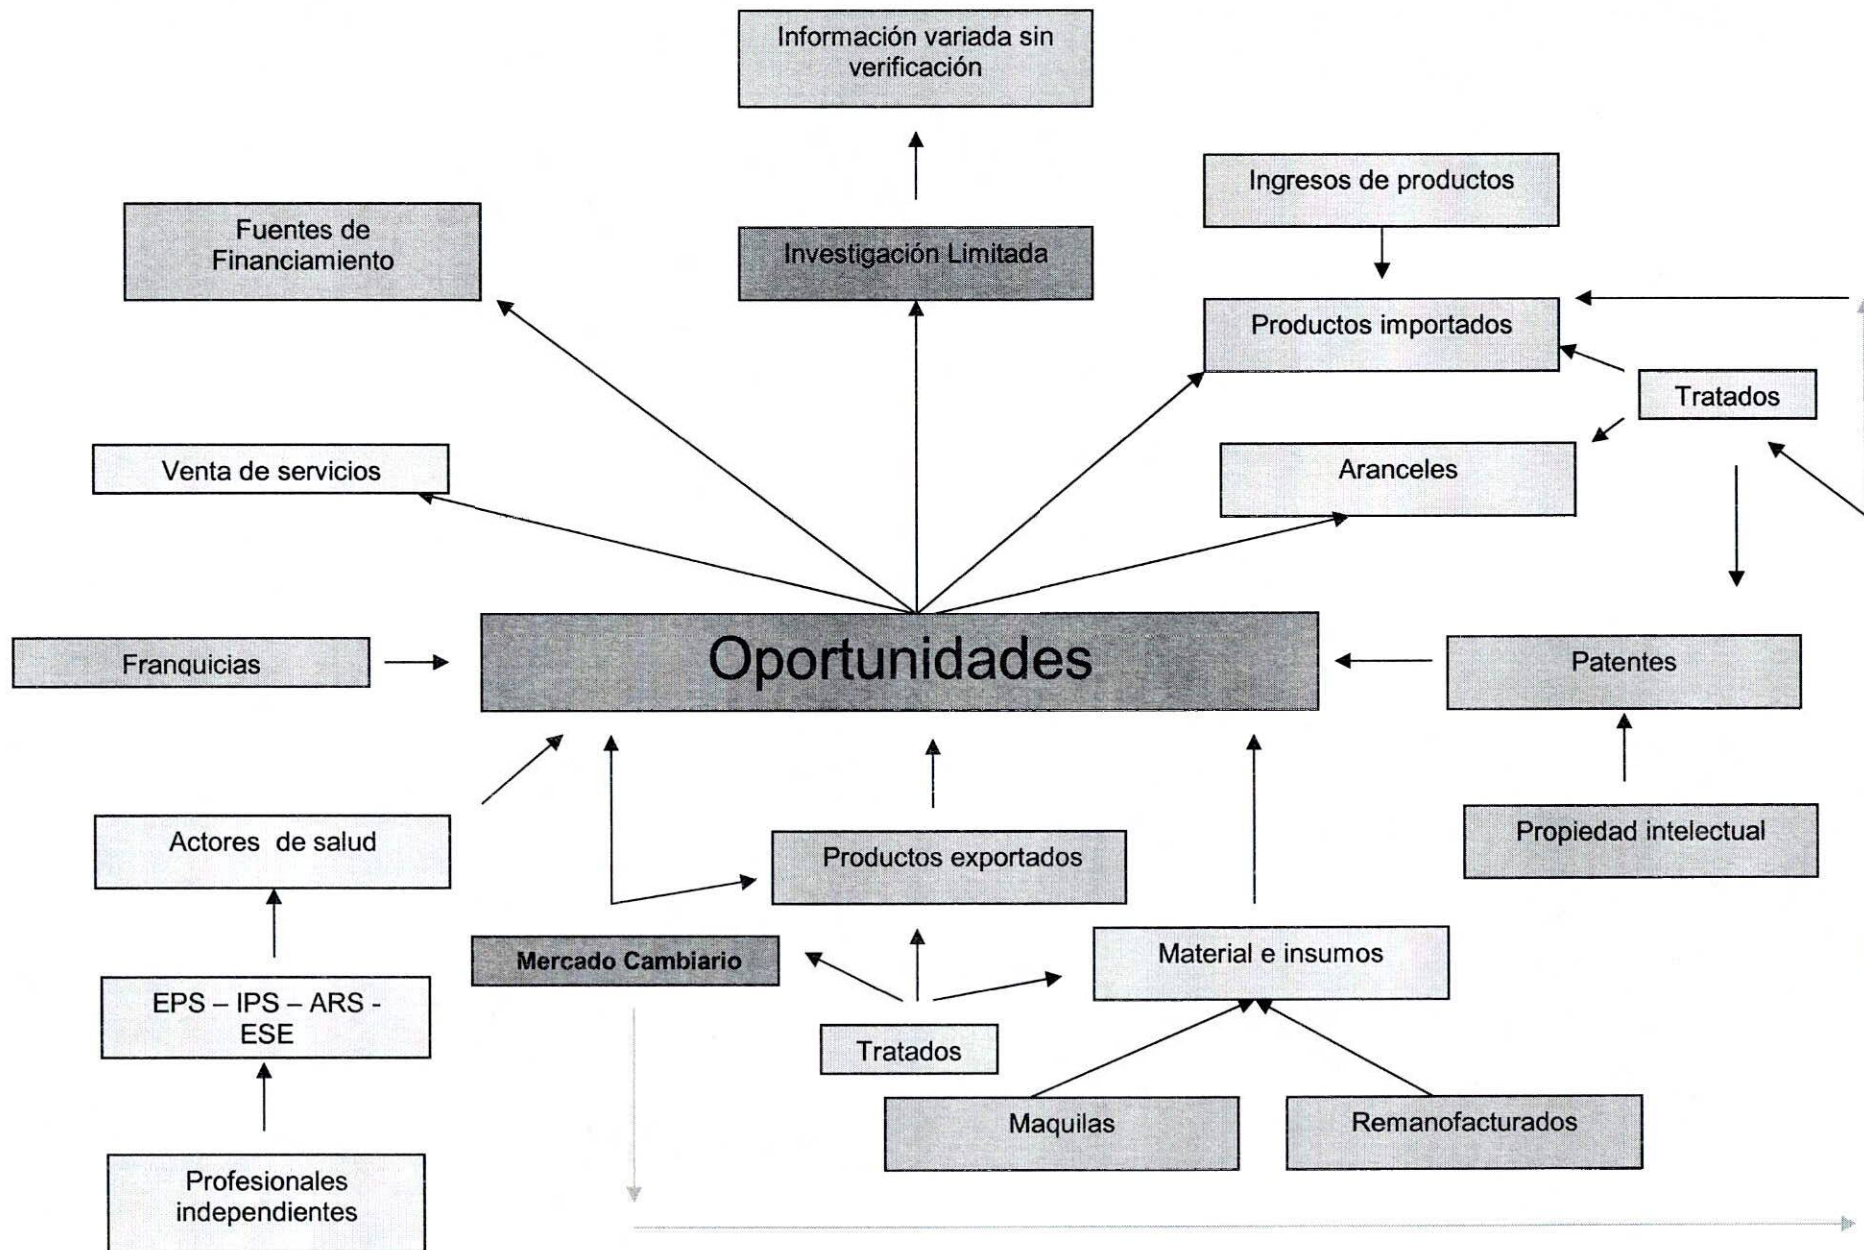 Información variada sin
verificación
Ingresos de productos
Fuentes de
Financiamiento
Investigación Limitada
Productos importados
Tratados
Venta de servicios
Aranceles
Franquicias
Oportunidades
Patentes
Actores de salud
Productos exportados
Propiedad intelectual
Mercado Cambiario
Material e insumos
EPS – IPS – ARS -
ESE
Tratados
Maquilas
Remanofacturados
Profesionales
independientes